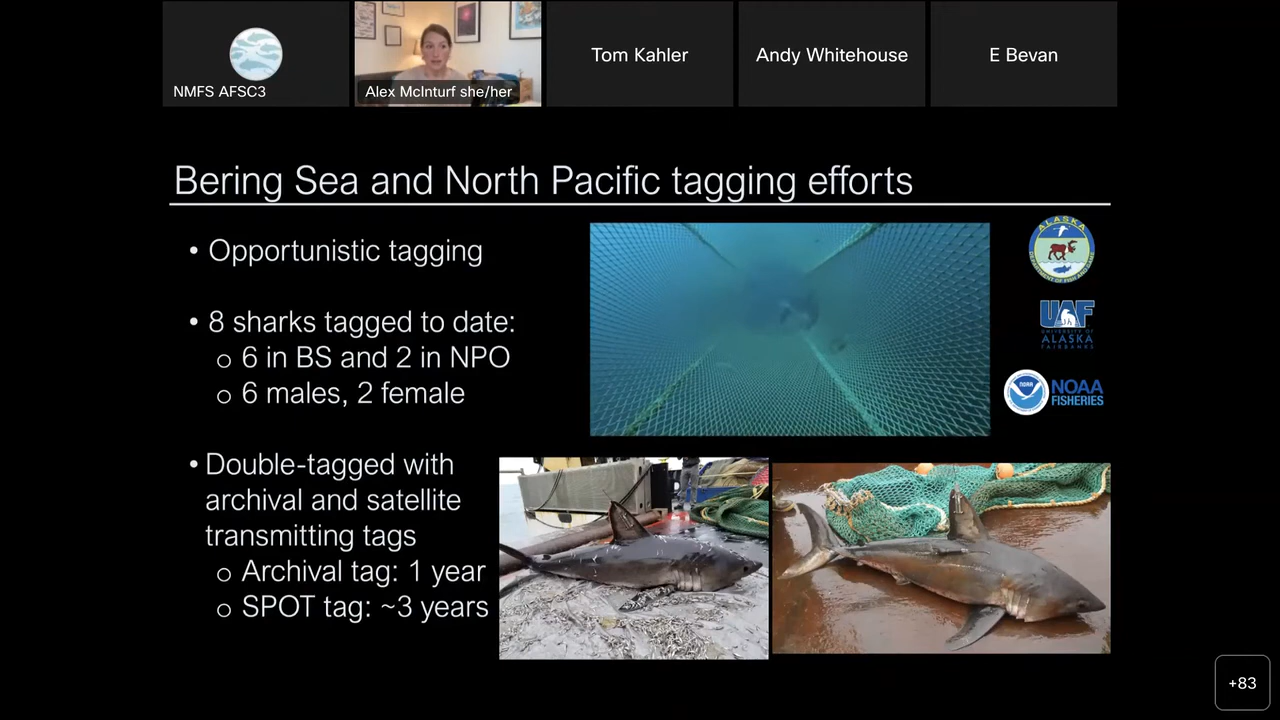 NMFS AFSC3
Alex McInturf she/her
Tom Kahler
Andy Whitehouse
E Bevan
Bering Sea and North Pacific tagging efforts
• Opportunistic tagging
• 8 sharks tagged to date:
o 6 in BS and 2 in NPO
o 6 males, 2 female
• Double-tagged with
archival and satellite
transmitting tags
o Archival tag: 1 year
o SPOT tag: ~3 years
ALASKA
UAF
UNIVERSITY OF
ALASKA
FAIRBANKS
NOAA
NOAA
FISHERIES
+83